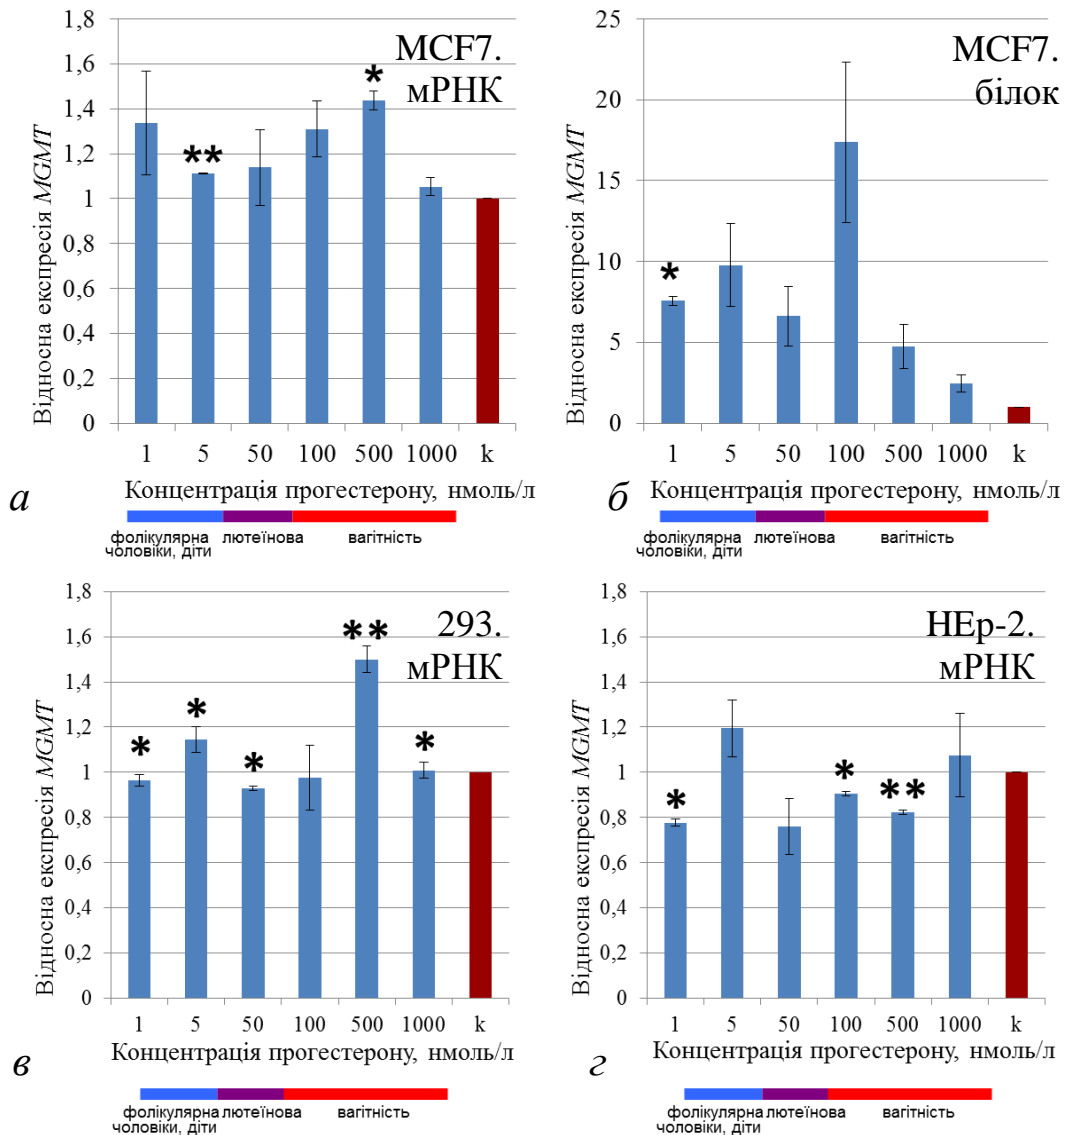 1,8
1,6
1,4
1,2
1
0,8
0,6
0,4
0,2
0
Відносна експресія MGMT
MCF7.
мРНК
**
*
1 5 50 100 500 1000 k
Концентрація прогестерону, нмоль/л
а
фолікулярна лютеїнова вагітність
чоловіки, діти
25
20
15
10
5
0
Відносна експресія MGMT
MCF7.
білок
*
1 5 50 100 500 1000 k
Концентрація прогестерону, нмоль/л
б
фолікулярна лютеїнова вагітність
чоловіки, діти
1,8
1,6
1,4
1,2
1
0,8
0,6
0,4
0,2
0
Відносна експресія MGMT
293.
мРНК
* * * ** *
1 5 50 100 500 1000 k
Концентрація прогестерону, нмоль/л
в
фолікулярна лютеїнова вагітність
чоловіки, діти
1,8
1,6
1,4
1,2
1
0,8
0,6
0,4
0,2
0
Відносна експресія MGMT
HEp-2.
мРНК
* * **
1 5 50 100 500 1000 k
Концентрація прогестерону, нмоль/л
г
фолікулярна лютеїнова вагітність
чоловіки, діти